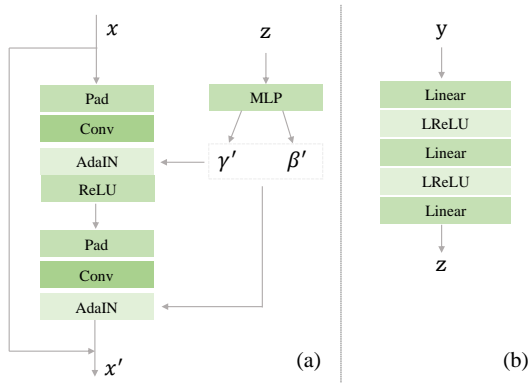 x
z
Pad
MLP
Conv
AdaIN
γ′ β′
ReLU
Pad
Conv
AdaIN
x′
(a)
y
Linear
LReLU
Linear
LReLU
Linear
z
(b)